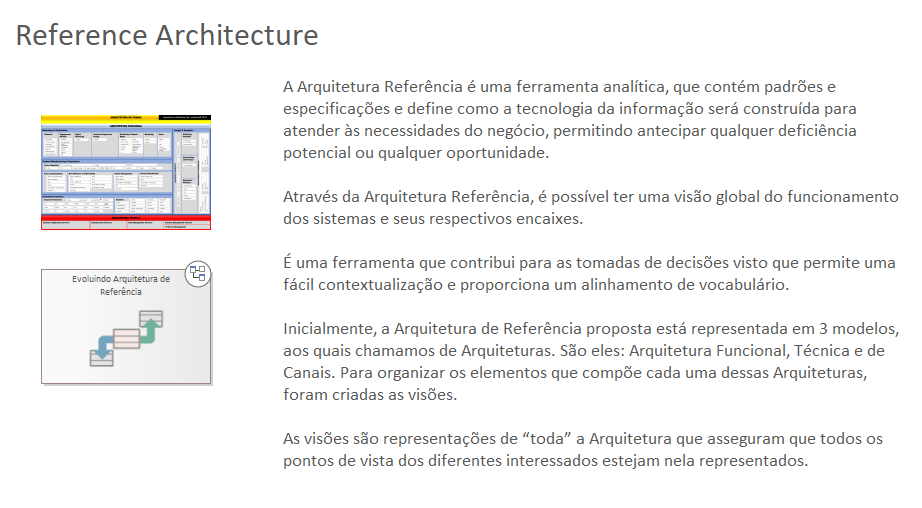 Reference Architecture
A Arquitetura Referência é uma ferramenta analítica, que contém padrões e
especificações e define como a tecnologia da informação será construída para
atender às necessidades do negócio, permitindo antecipar qualquer deficiência
potencial ou qualquer oportunidade.
Através da Arquitetura Referência, é possível ter uma visão global do funcionamento
dos sistemas e seus respectivos encaixes.
É uma ferramenta que contribui para as tomadas de decisões visto que permite uma
fácil contextualização e proporciona um alinhamento de vocabulário.
Inicialmente, a Arquitetura de Referência proposta está representada em 3 modelos,
aos quais chamamos de Arquiteturas. São eles: Arquitetura Funcional, Técnica e de
Canais. Para organizar os elementos que compõe cada uma dessas Arquiteturas,
foram criadas as visões.
As visões são representações de “toda” a Arquitetura que asseguram que todos os
pontos de vista dos diferentes interessados estejam nela representados.
ARQUITETURA DE CANAIS
ARQUITETURA FUNCIONAL
Evoluindo Arquitetura de
Referência